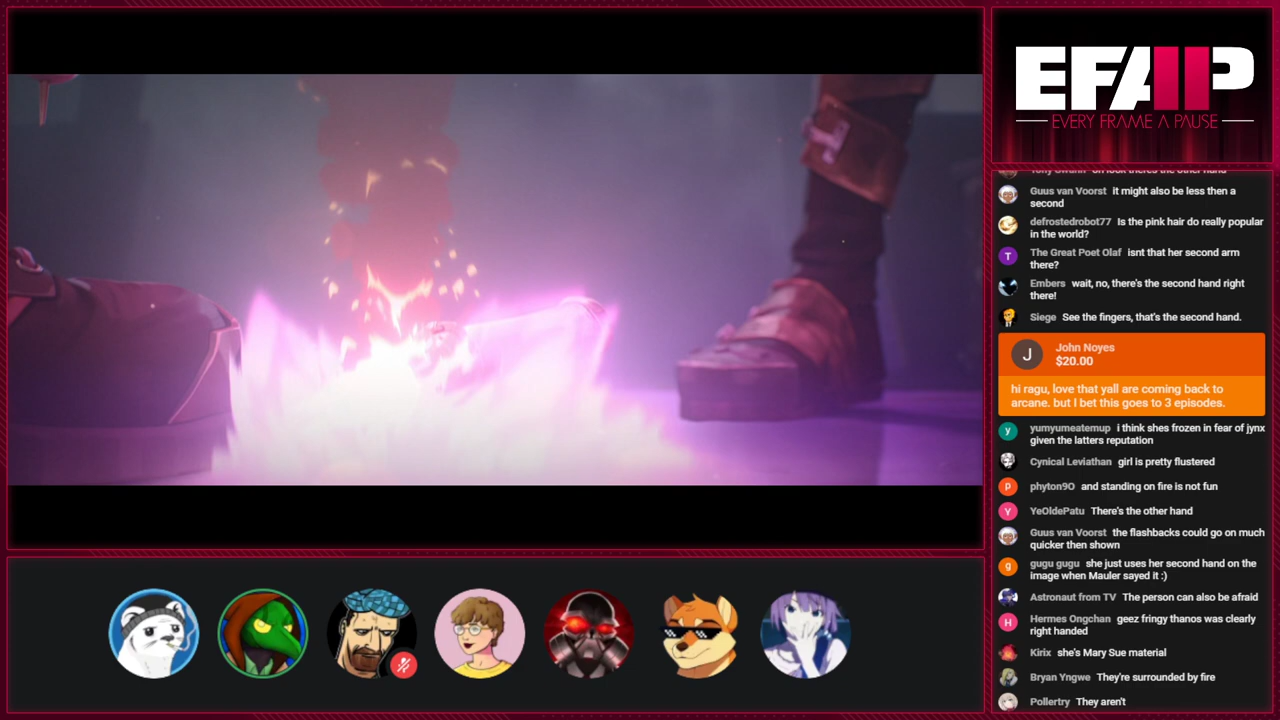 EFAP
EVERY FRAME A PAUSE
Guus van Voorst it might also be less then a
second
defrostedrobot77 Is the pink hair do really popular
in the world?
T
The Great Poet Olaf isnt that her second arm
there?
Embers wait, no, there's the second hand right
there!
Siege See the fingers, that's the second hand.
J
John Noyes
$20.00
hi ragu, love that yall are coming back to
arcane. but I bet this goes to 3 episodes.
y
yumyumeatemup i think shes frozen in fear of jynx
given the latters reputation
Cynical Leviathan girl is pretty flustered
p
phyton9O and standing on fire is not fun
Y
YeOldePatu There's the other hand
Guus van Voorst the flashbacks could go on much
quicker then shown
g
gugu gugu she just uses her second hand on the
image when Mauler sayed it :)
Astronaut from TV The person can also be afraid
H
Hermes Ongchan geez fringy thanos was clearly
right handed
Kirix she's Mary Sue material
Bryan Yngwe They're surrounded by fire
Pollertry They aren't